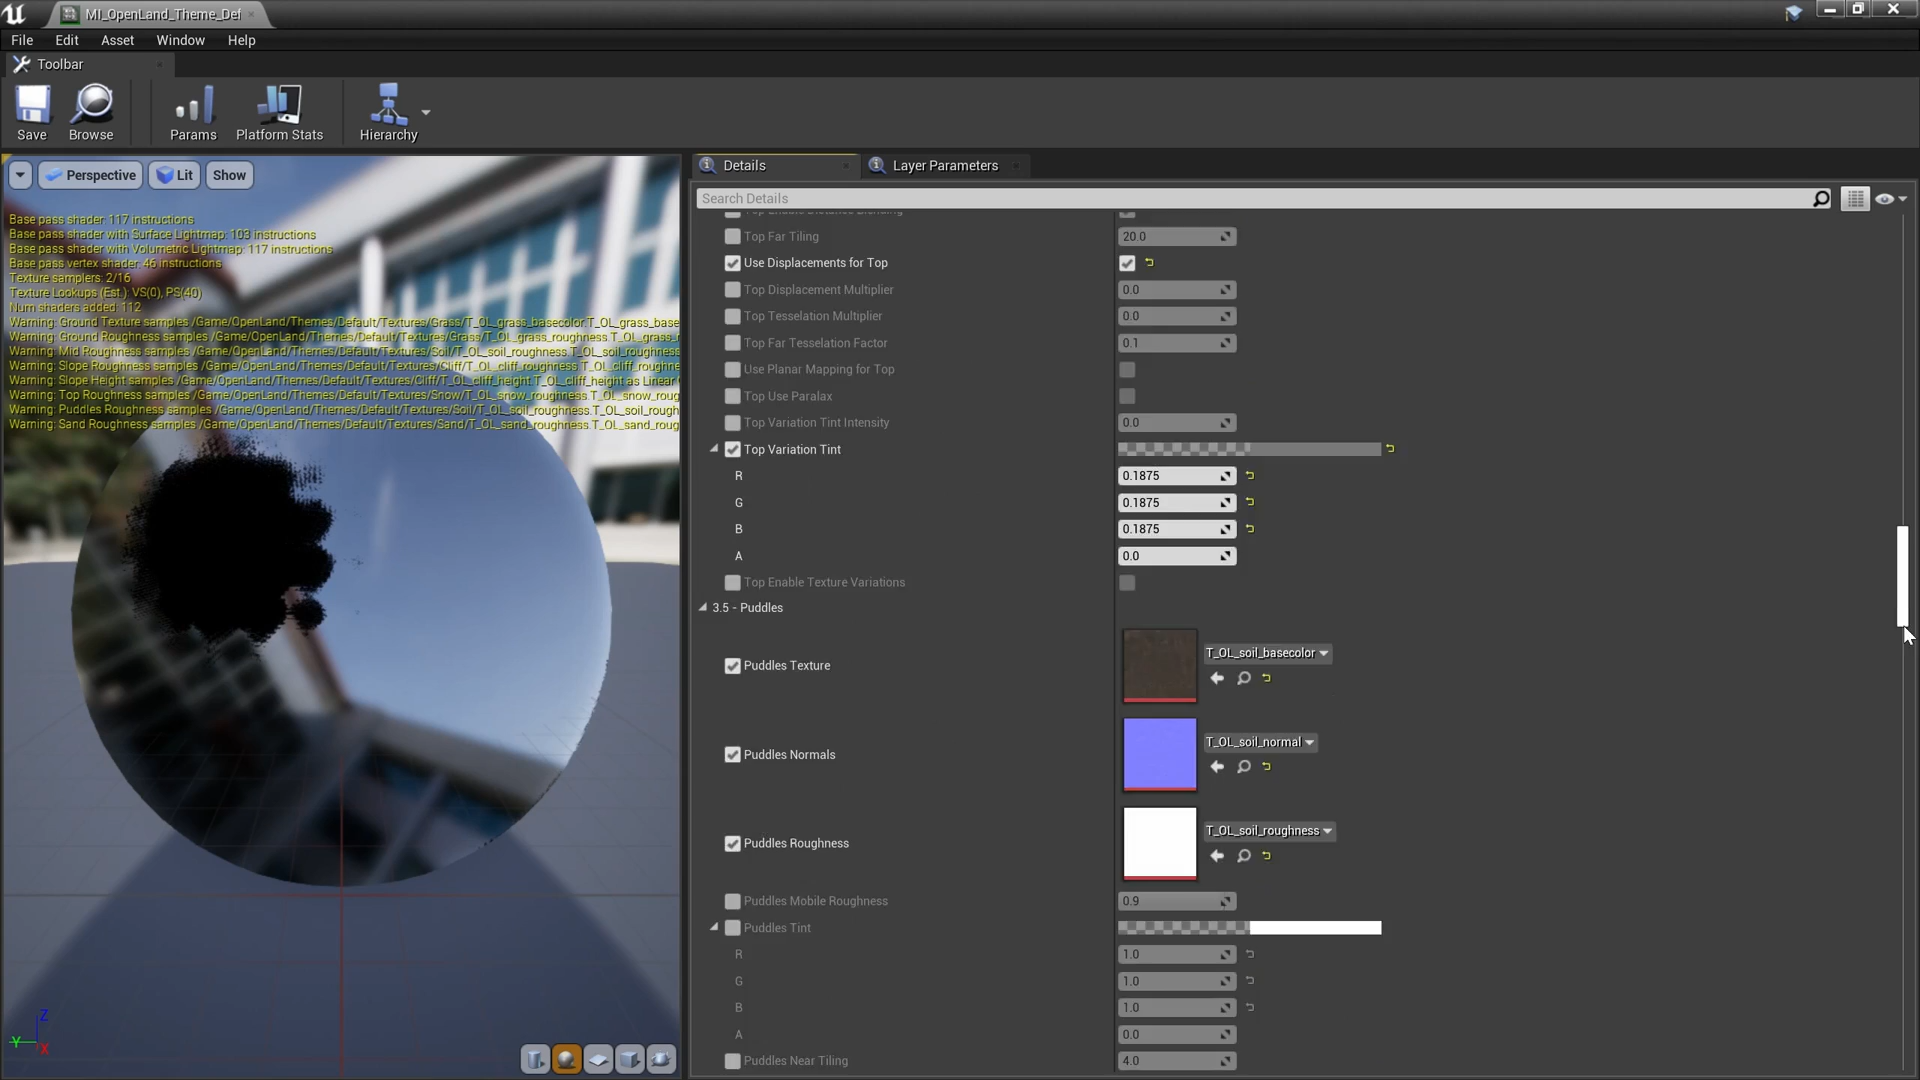 MI_OpenLand_Theme_Def
File Edit Asset Window Help
Toolbar
Save Browse Params Platform Stats Hierarchy
Perspective Lit Show
Base pass shader: 117 instructions
Base pass shader with Surface Lightmap: 103 instructions
Base pass shader with Volumetric Lightmap: 117 instructions
Base pass vertex shader: 46 instructions
Texture samplers: 2/16
Texture Lookups (Est.): VS(0), PS(40)
Num shaders added: 112
Warning: Ground Texture samples /Game/OpenLand/Themes/Default/Textures/Grass/T_OL_grass_basecolor.T_OL_grass_base
Warning: Ground Roughness samples /Game/OpenLand/Themes/Default/Textures/Grass/T_OL_grass_roughness.T_OL_grass_r
Warning: Mid Roughness samples /Game/OpenLand/Themes/Default/Textures/Soil/T_OL_soil_roughness.T_OL_soil_roughness
Warning: Slope Roughness samples /Game/OpenLand/Themes/Default/Textures/Cliff/T_OL_cliff_roughness.T_OL_cliff_roughne
Warning: Slope Height samples /Game/OpenLand/Themes/Default/Textures/Cliff/T_OL_cliff_height.T_OL_cliff_height as Linear
Warning: Top Roughness samples /Game/OpenLand/Themes/Default/Textures/Snow/T_OL_snow_roughness.T_OL_snow_roug
Warning: Puddles Roughness samples /Game/OpenLand/Themes/Default/Textures/Soil/T_OL_soil_roughness.T_OL_soil_rough
Warning: Sand Roughness samples /Game/OpenLand/Themes/Default/Textures/Sand/T_OL_sand_roughness.T_OL_sand_roug
Z
Y
X
Details Layer Parameters
Search Details
Top Enable Distance Blending
Top Far Tiling 20.0
Use Displacements for Top
Top Displacement Multiplier 0.0
Top Tesselation Multiplier 0.0
Top Far Tesselation Factor 0.1
Use Planar Mapping for Top
Top Use Paralax
Top Variation Tint Intensity 0.0
Top Variation Tint
R 0.1875
G 0.1875
B 0.1875
A 0.0
Top Enable Texture Variations
3.5 - Puddles
Puddles Texture T_OL_soil_basecolor
Puddles Normals T_OL_soil_normal
Puddles Roughness T_OL_soil_roughness
Puddles Mobile Roughness 0.9
Puddles Tint
R 1.0
G 1.0
B 1.0
A 0.0
Puddles Near Tiling 4.0